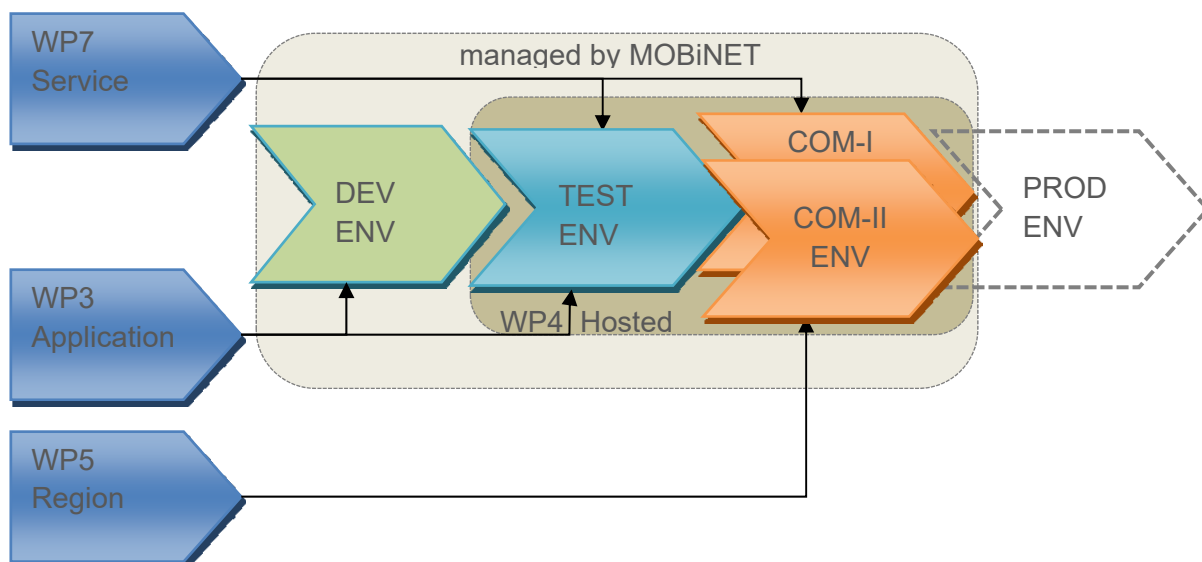 WP7
Service
managed by MOBiNET
DEV
ENV
TEST
ENV
COM-I
COM-II
ENV
PROD
ENV
WP3
Application
WP4 Hosted
WP5
Region